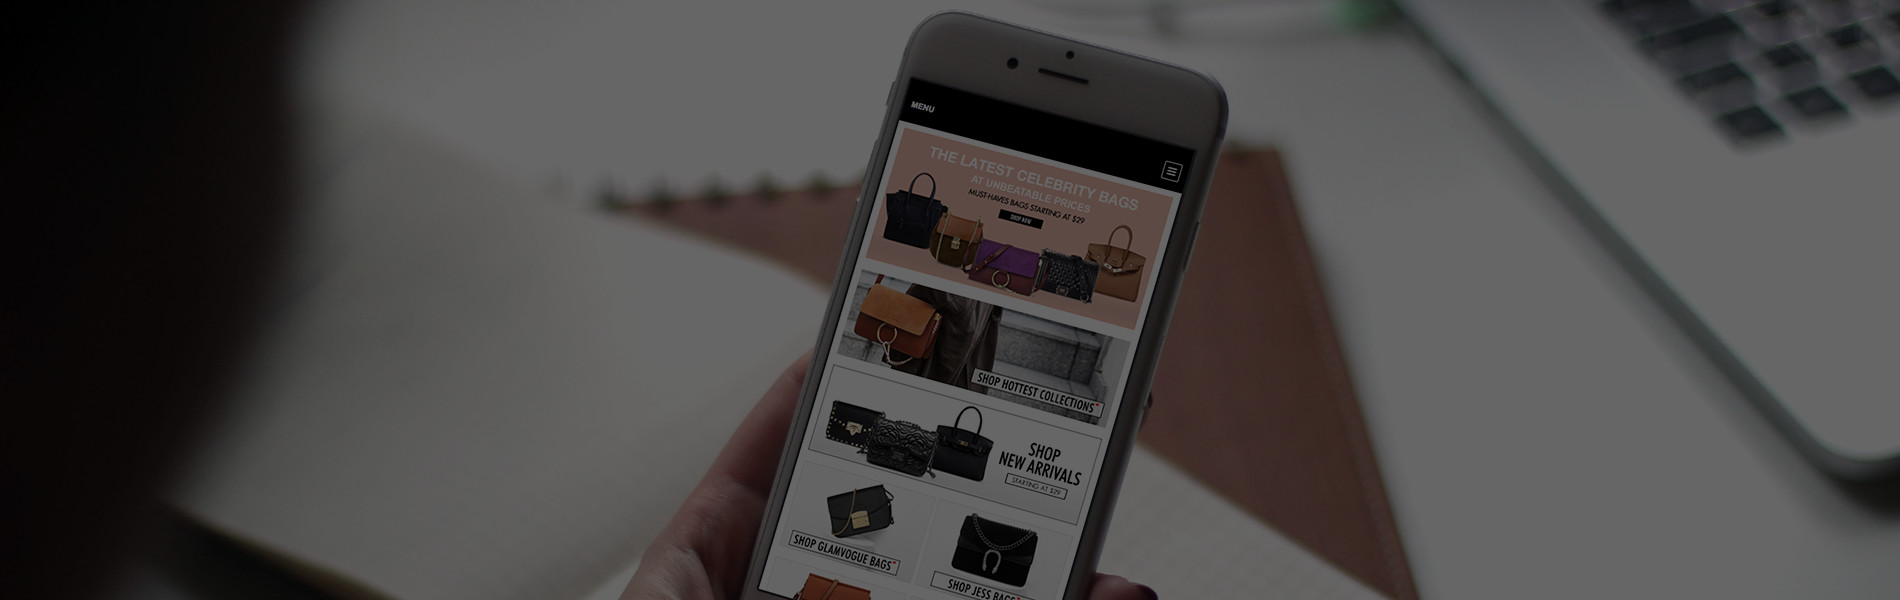 MENU
THE LATEST CELEBRITY BAGS
AT UNBEATABLE PRICES
MUST-HAVES BAGS STARTING AT $29
SHOP NOW
SHOP HOTTEST COLLECTIONS
SHOP
NEW ARRIVALS
STARTING AT $29
SHOP GLAMVOGUE BAGS
SHOP JESS BAGS